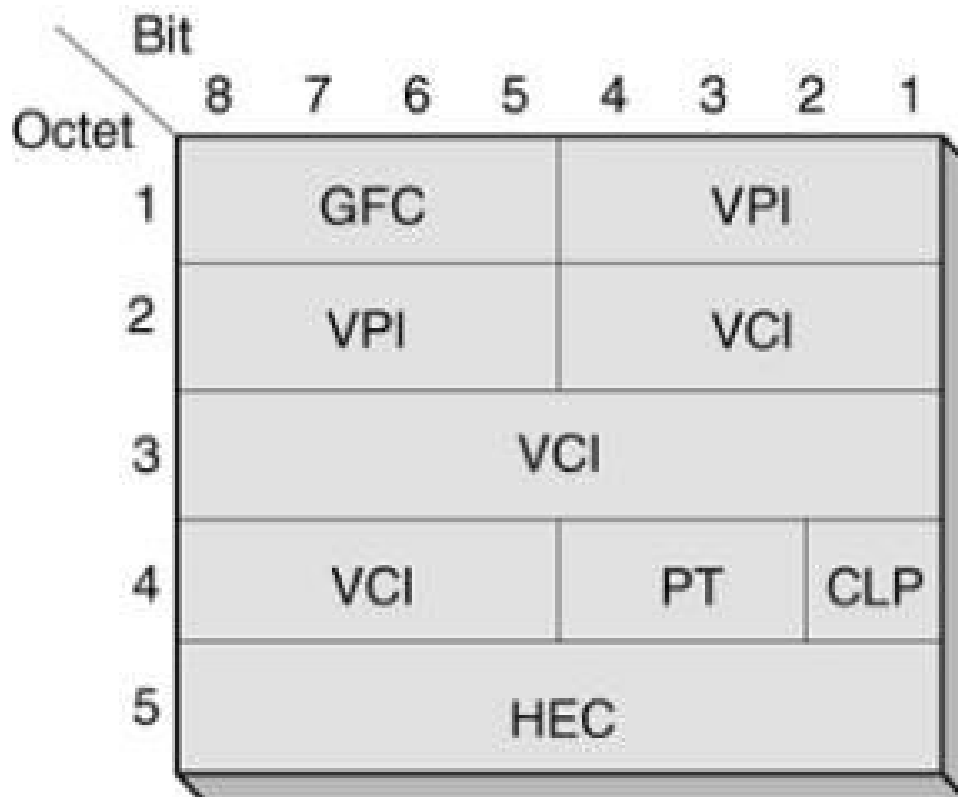 Bit
8 7 6 5 4 3 2 1
Octet
1 GFC VPI
2 VPI VCI
3 VCI
4 VCI PT CLP
5 HEC